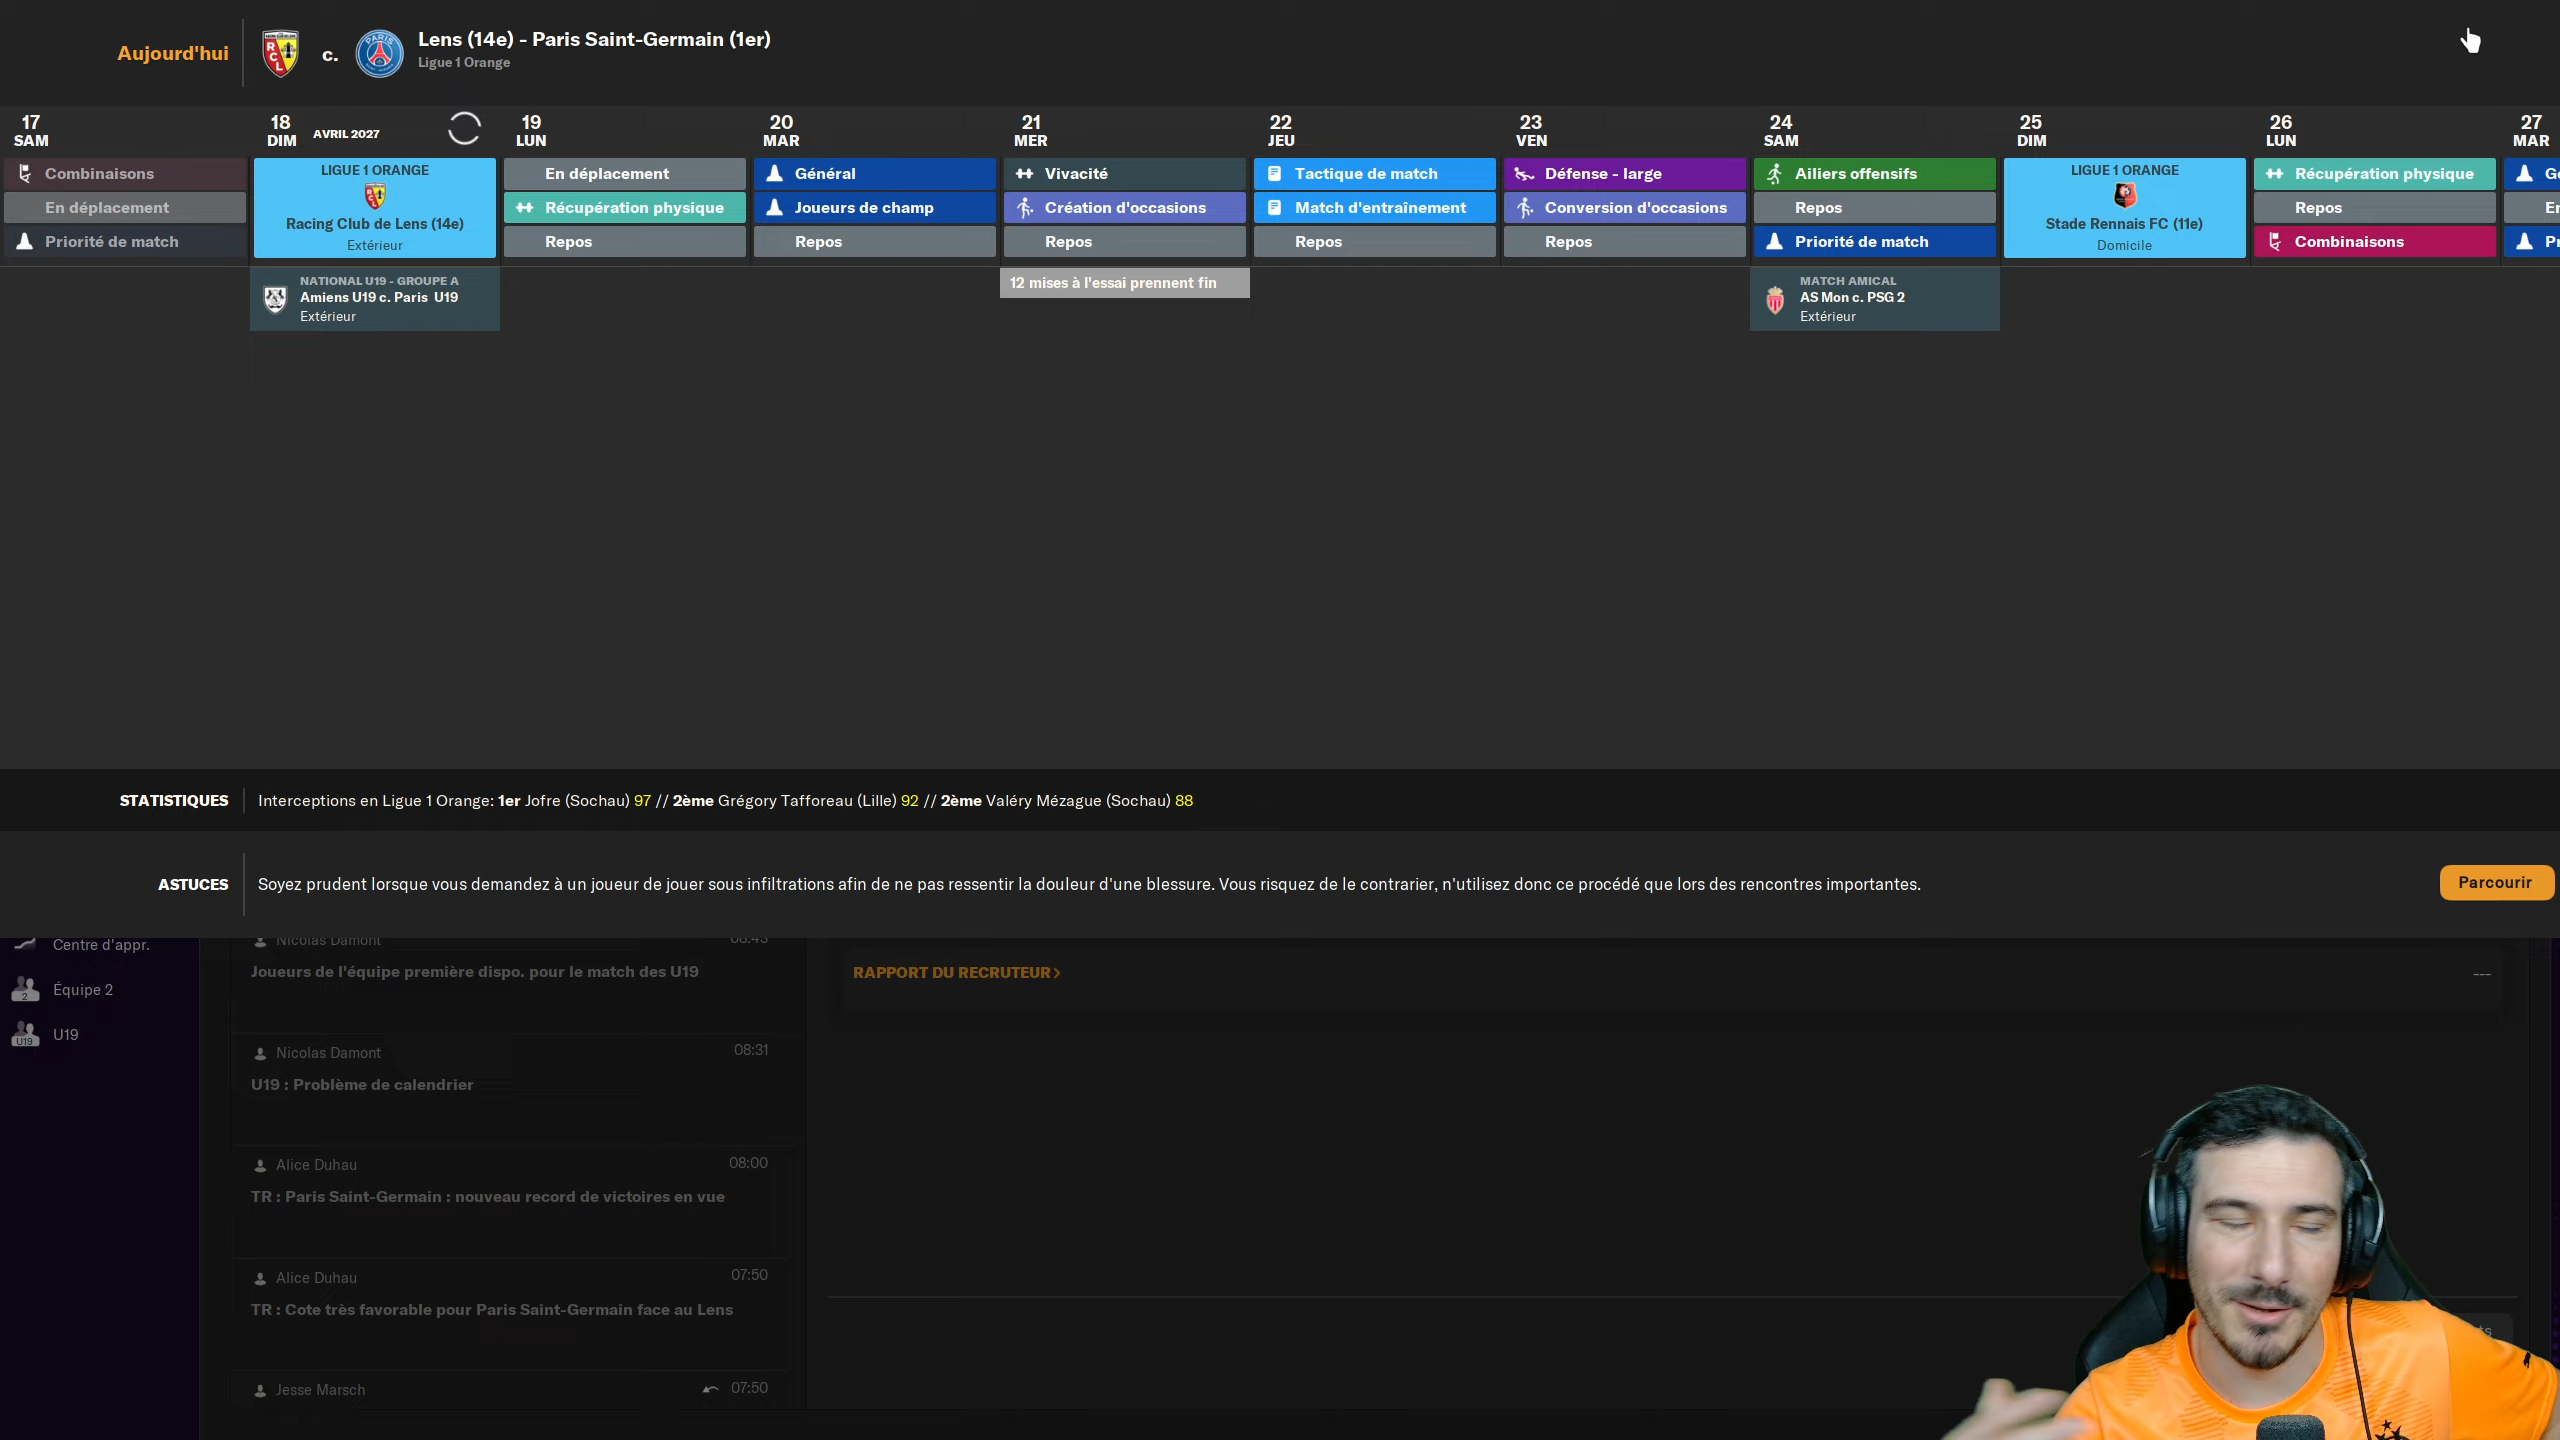 Aujourd'hui
c.
Lens (14e) - Paris Saint-Germain (1er)
Ligue 1 Orange
17
SAM
18
DIM AVRIL 2027
19
LUN
20
MAR
21
MER
22
JEU
23
VEN
24
SAM
25
DIM
26
LUN
27
MAR
Combinaisons
En déplacement
Priorité de match
LIGUE 1 ORANGE
Racing Club de Lens (14e)
Extérieur
En déplacement
Récupération physique
Repos
Général
Joueurs de champ
Repos
Vivacité
Création d'occasions
Repos
Tactique de match
Match d'entraînement
Repos
Défense - large
Conversion d'occasions
Repos
Ailiers offensifs
Repos
Priorité de match
LIGUE 1 ORANGE
Stade Rennais FC (11e)
Domicile
Récupération physique
Repos
Combinaisons
NATIONAL U19 - GROUPE A
Amiens U19 c. Paris U19
Extérieur
12 mises à l'essai prennent fin
MATCH AMICAL
AS Mon c. PSG 2
Extérieur
STATISTIQUES
Interceptions en Ligue 1 Orange: 1er Jofre (Sochau) 97 // 2ème Grégory Tafforeau (Lille) 92 // 2ème Valéry Mézague (Sochau) 88
ASTUCES
Soyez prudent lorsque vous demandez à un joueur de jouer sous infiltrations afin de ne pas ressentir la douleur d'une blessure. Vous risquez de le contrarier, n'utilisez donc ce procédé que lors des rencontres importantes.
Parcourir
Centre d'appr.
Équipe 2
U19
Nicolas Damont 08:43
Joueurs de l'équipe première dispo. pour le match des U19
Nicolas Damont 08:31
U19 : Problème de calendrier
Alice Duhau 08:00
TR : Paris Saint-Germain : nouveau record de victoires en vue
Alice Duhau 07:50
TR : Cote très favorable pour Paris Saint-Germain face au Lens
Jesse Marsch 07:50
RAPPORT DU RECRUTEUR >
---